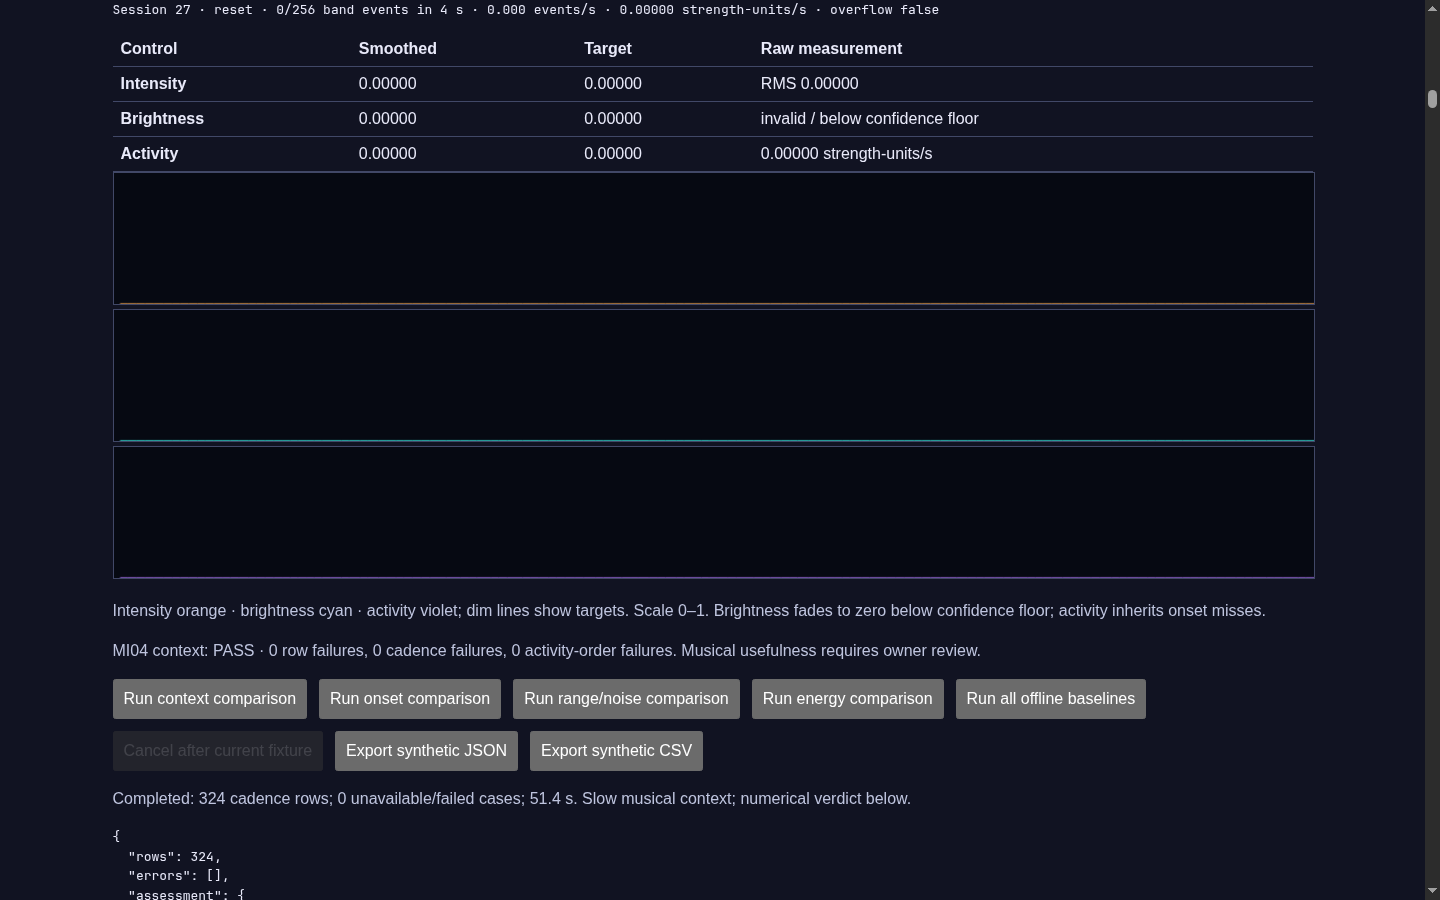 Session 27 · reset · 0/256 band events in 4 s · 0.000 events/s · 0.00000 strength-units/s · overflow false
Control Smoothed Target Raw measurement
Intensity 0.00000 0.00000 RMS 0.00000
Brightness 0.00000 0.00000 invalid / below confidence floor
Activity 0.00000 0.00000 0.00000 strength-units/s
Intensity orange · brightness cyan · activity violet; dim lines show targets. Scale 0–1. Brightness fades to zero below confidence floor; activity inherits onset misses.
MI04 context: PASS · 0 row failures, 0 cadence failures, 0 activity-order failures. Musical usefulness requires owner review.
Run context comparison Run onset comparison Run range/noise comparison Run energy comparison Run all offline baselines
Cancel after current fixture Export synthetic JSON Export synthetic CSV
Completed: 324 cadence rows; 0 unavailable/failed cases; 51.4 s. Slow musical context; numerical verdict below.
{
"rows": 324,
"errors": [],
"assessment": {